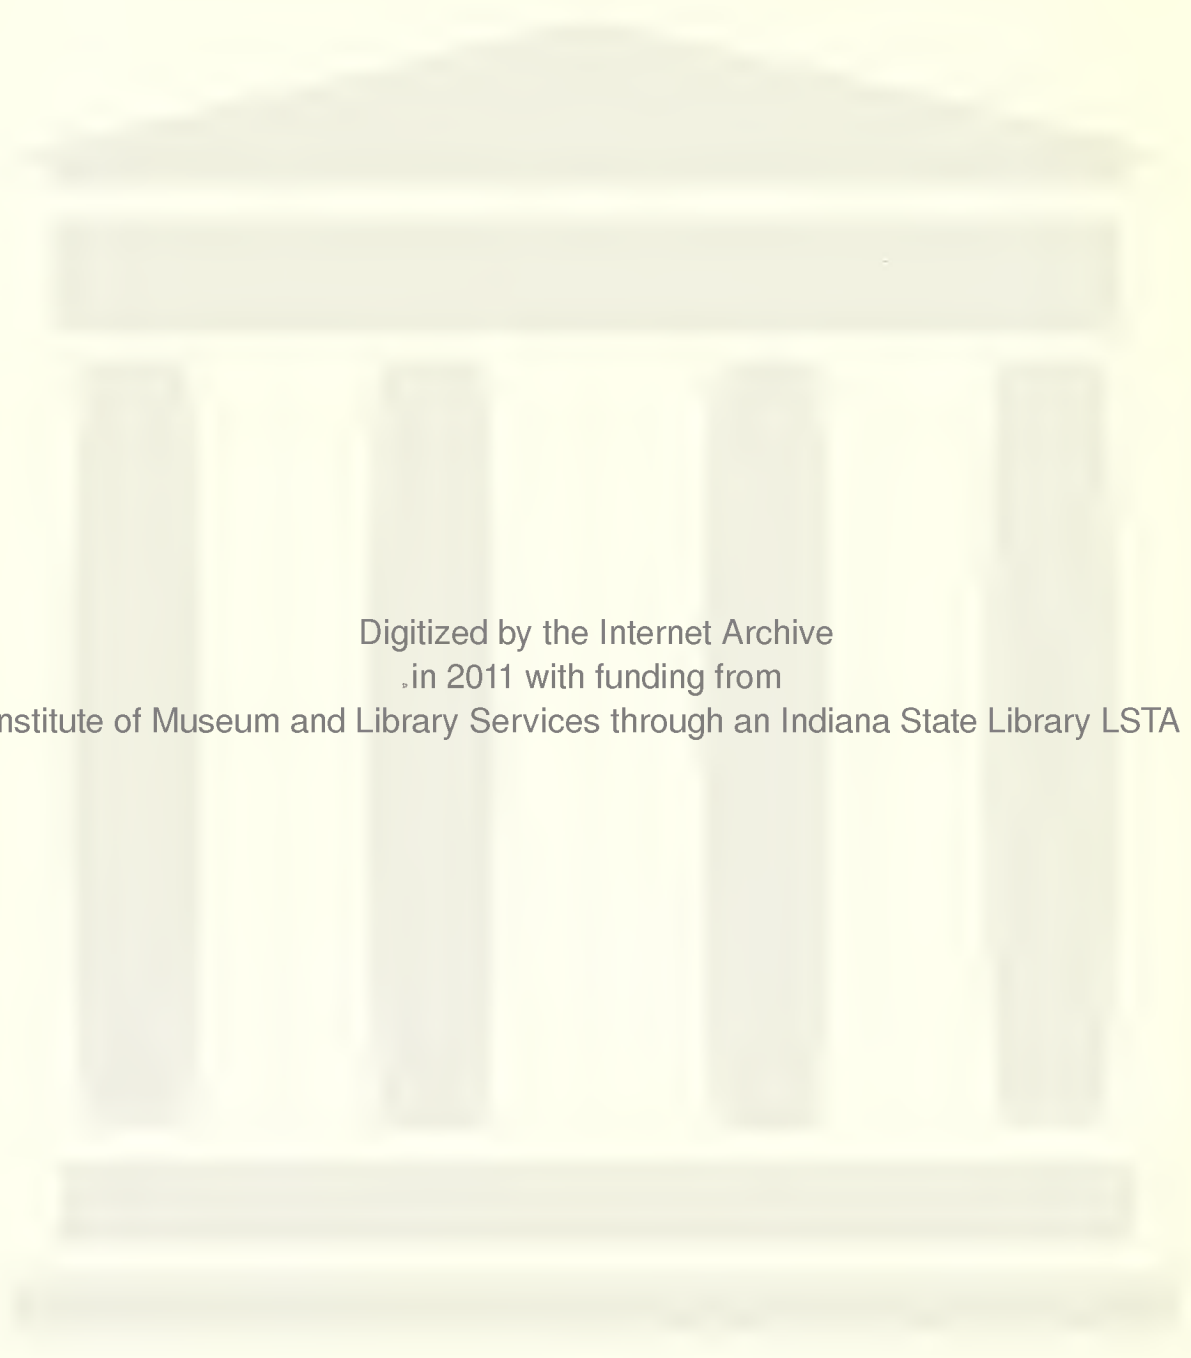 Digitized by the Internet Archive
in 2011 with funding from
nstitute of Museum and Library Services through an Indiana State Library LSTA